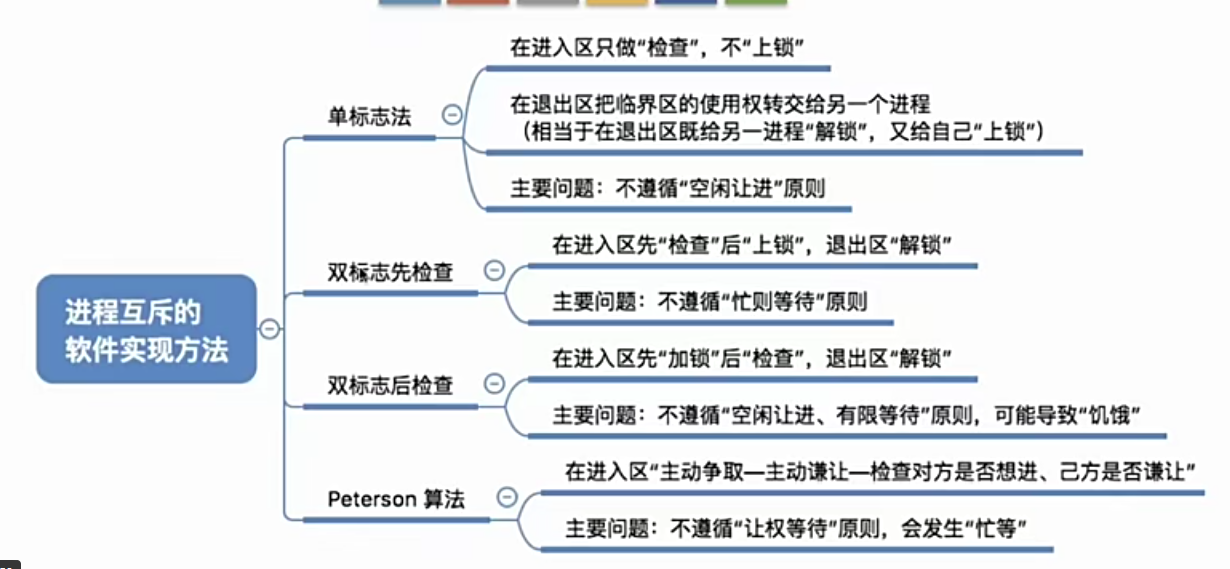 在进入区只做“检查”，不“上锁”
单标志法
在退出区把临界区的使用权转交给另一个进程
（相当于在退出区既给另一进程“解锁”，又给自己“上锁”）
主要问题：不遵循“空闲让进”原则
在进入区先“检查”后“上锁”，退出区“解锁”
双标志先检查
主要问题：不遵循“忙则等待”原则
进程互斥的
软件实现方法
在进入区先“加锁”后“检查”，退出区“解锁”
双标志后检查
主要问题：不遵循“空闲让进、有限等待”原则，可能导致“饥饿”
在进入区“主动争取—主动谦让—检查对方是否想进、己方是否谦让”
Peterson 算法
主要问题：不遵循“让权等待”原则，会发生“忙等”